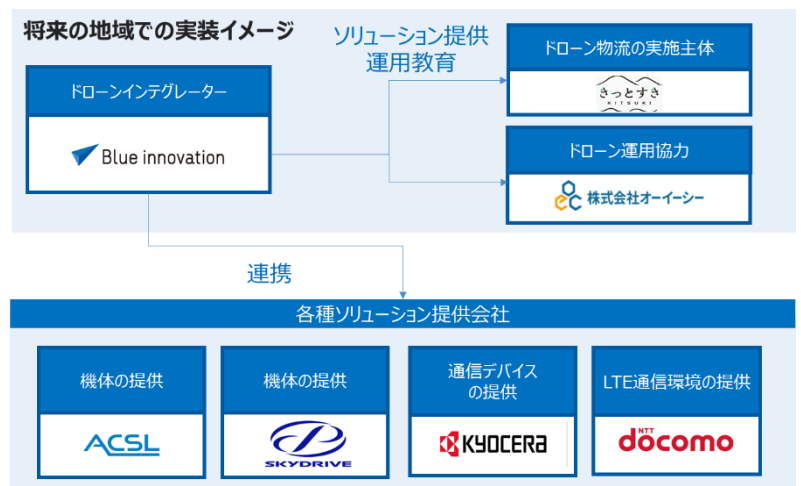 将来の地域での実装イメージ
ソリューション提供
運用教育
ドローンインテグレーター
Blue innovation
ドローン物流の実施主体
きっとすき
KITSUKI
ドローン運用協力
oec 株式会社オーイーシー
連携
各種ソリューション提供会社
機体の提供
ACSL
機体の提供
SKYDRIVE
通信デバイス
の提供
KYOCERA
LTE通信環境の提供
NTT
docomo